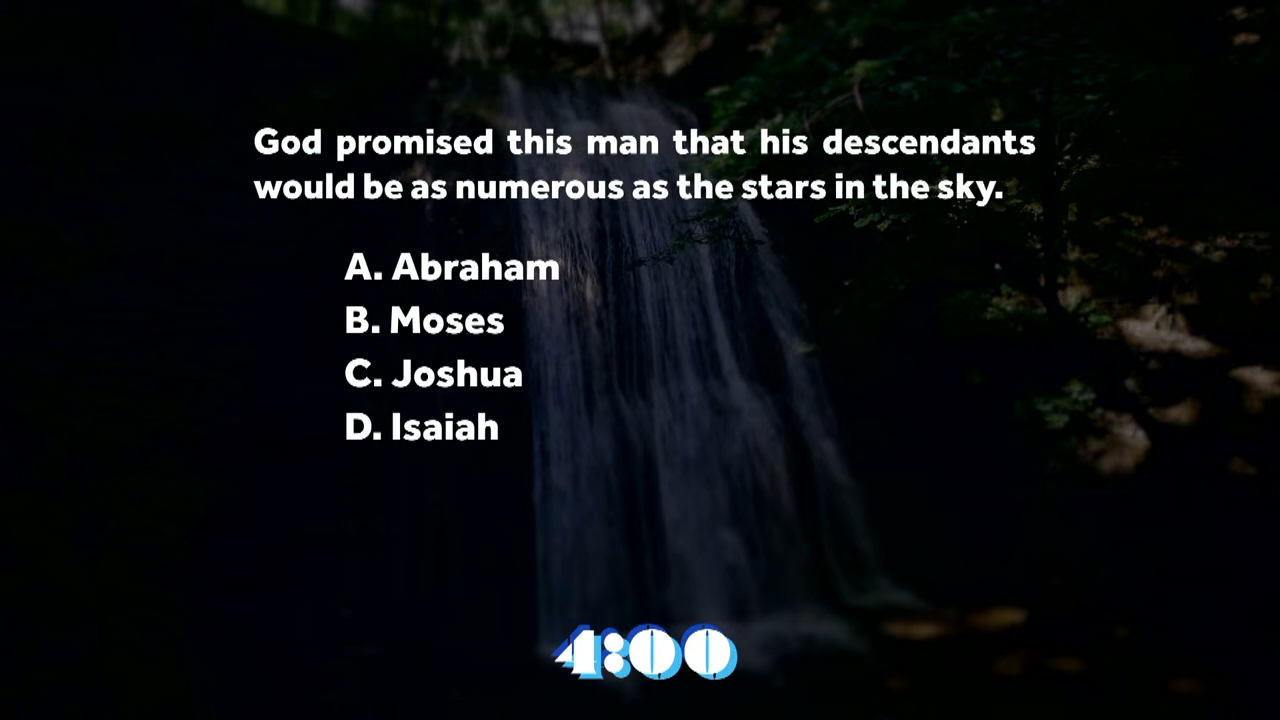 God promised this man that his descendants
would be as numerous as the stars in the sky.
A. Abraham
B. Moses
C. Joshua
D. Isaiah
4:00